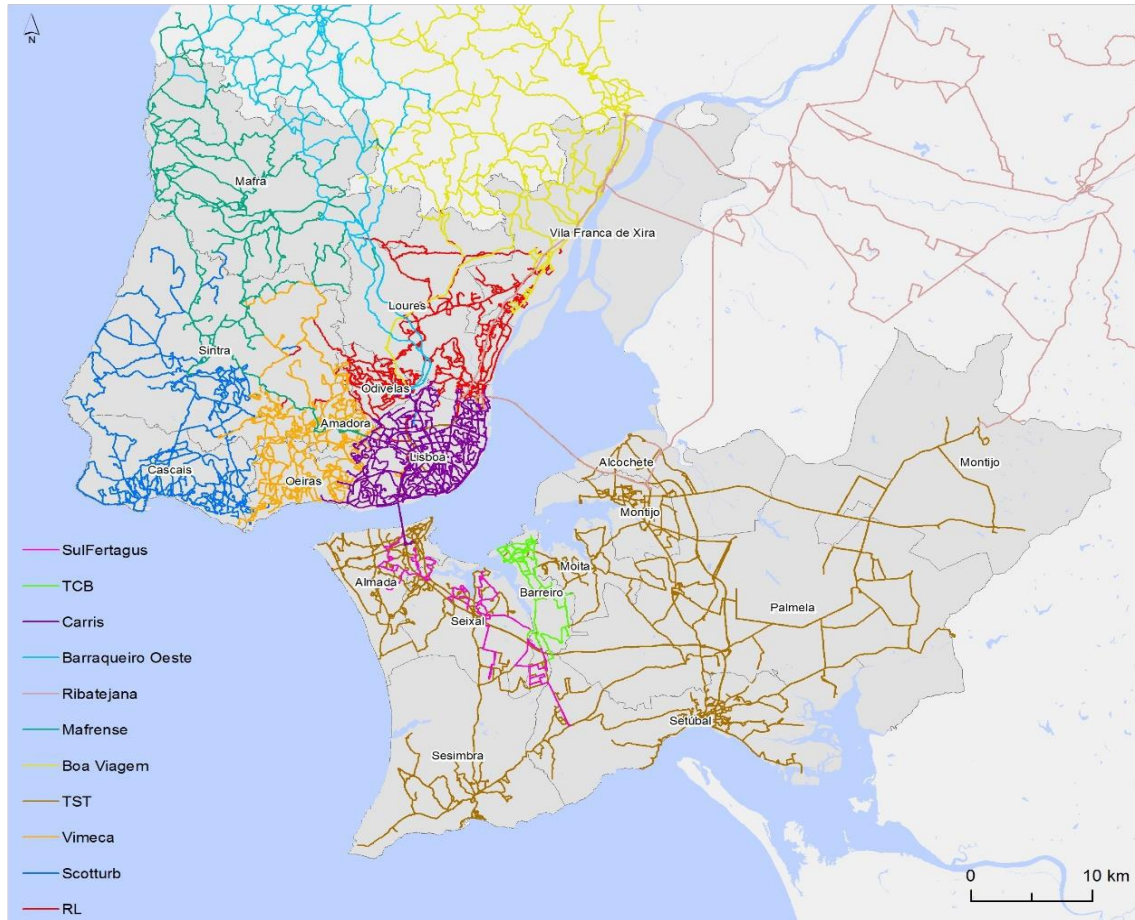 N
Mafra
Vila Franca de Xira
Loures
Sintra
Odivelas
Amadora
Lisboa
Cascais
Oeiras
Alcochete
Montijo
Montijo
Almada
Moita
Barreiro
Seixal
Palmela
Setúbal
Sesimbra
SulFertagus
TCB
Carris
Barraqueiro Oeste
Ribatejana
Mafrense
Boa Viagem
TST
Vimeca
Scotturb
RL
0 10 km